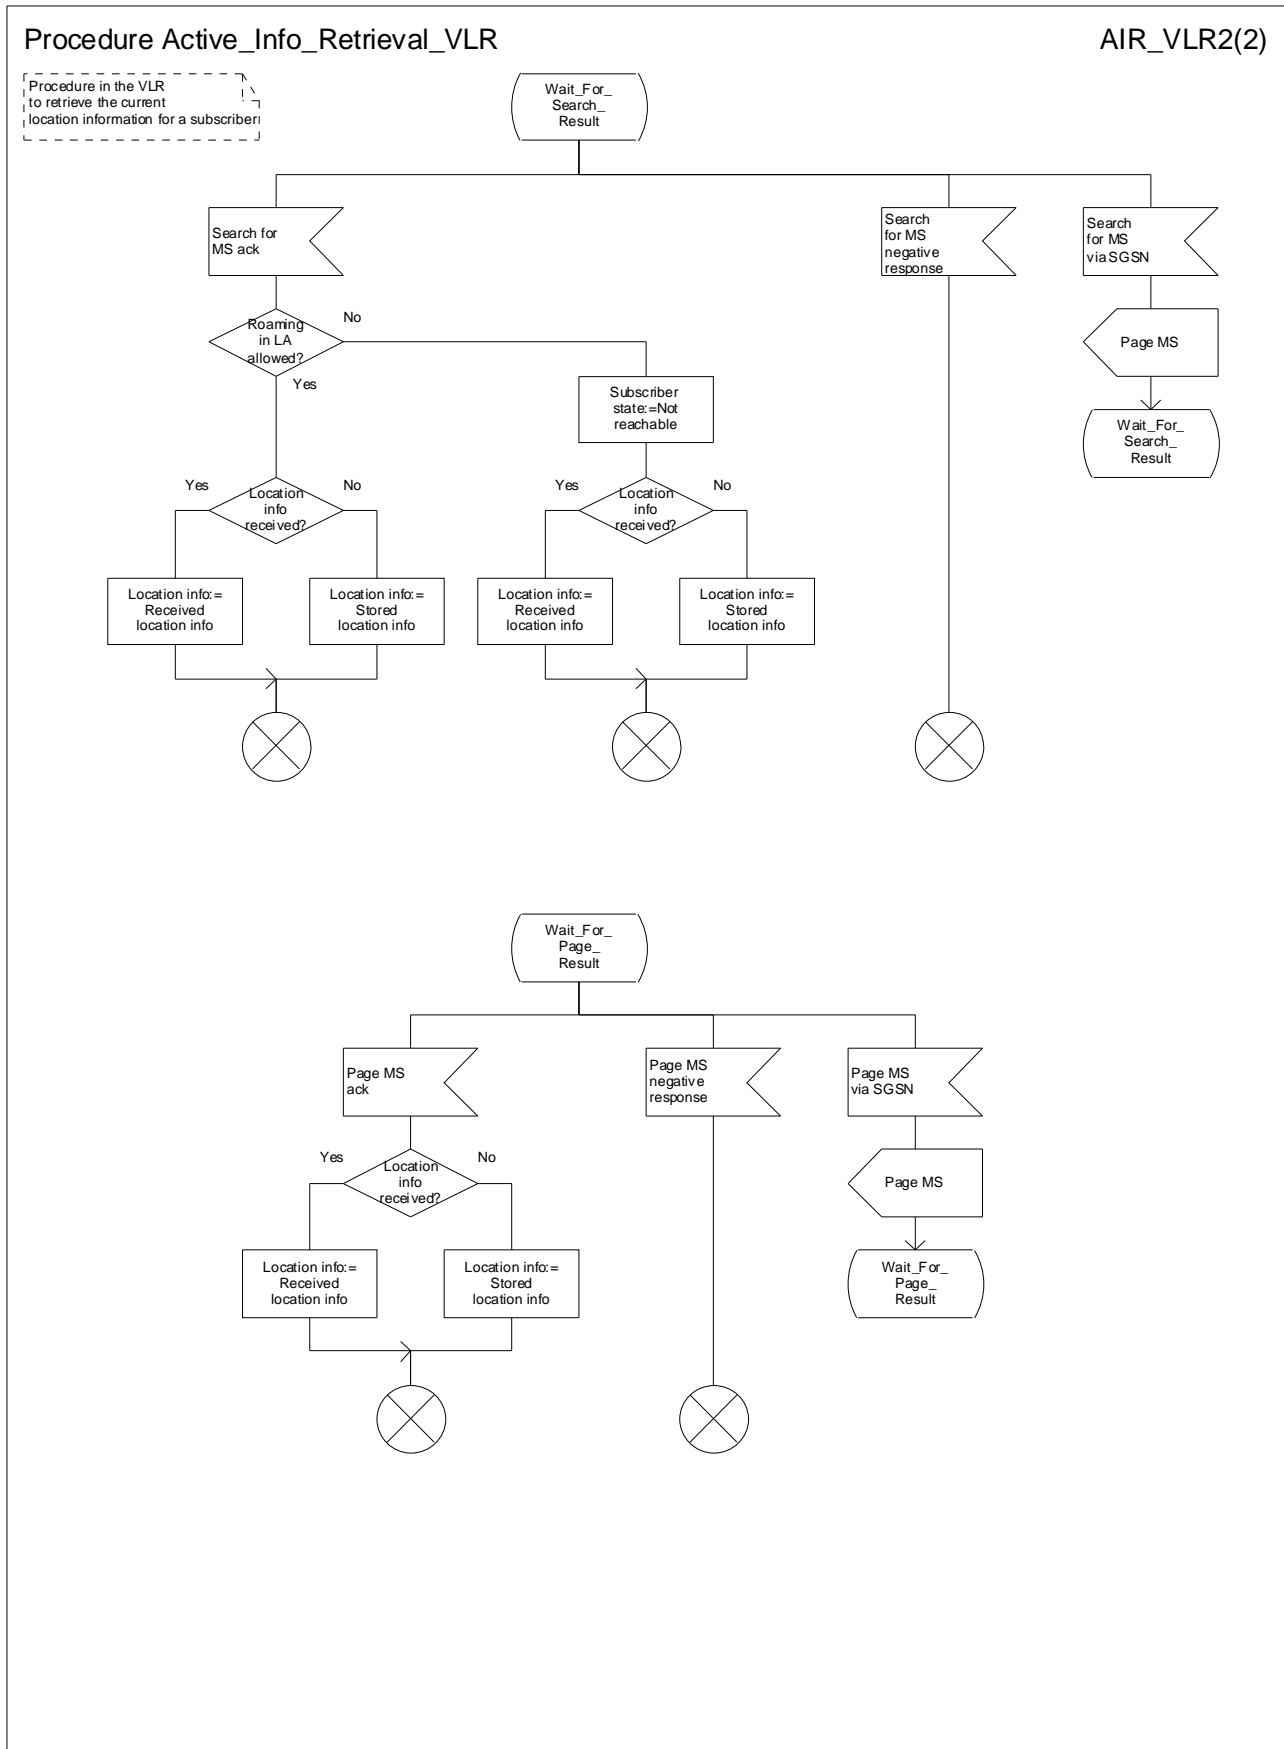 Procedure Active_Info_Retrieval_VLR
AIR_VLR2(2)
Procedure in the VLR
to retrieve the current
location information for a subscriber
Wait_For_
Search_
Result
Search for
MS ack
Search
for MS
negative
response
Search
for MS
via SGSN
Roaming
in LA
allowed?
No
Yes
Page MS
Subscriber
state:=Not
reachable
Wait_For_
Search_
Result
Yes
Location
info
received?
No
Yes
Location
info
received?
No
Location info:=
Received
location info
Location info:=
Stored
location info
Location info:=
Received
location info
Location info:=
Stored
location info
Wait_For_
Page_
Result
Page MS
ack
Page MS
negative
response
Page MS
via SGSN
Yes
Location
info
received?
No
Page MS
Location info:=
Received
location info
Location info:=
Stored
location info
Wait_For_
Page_
Result